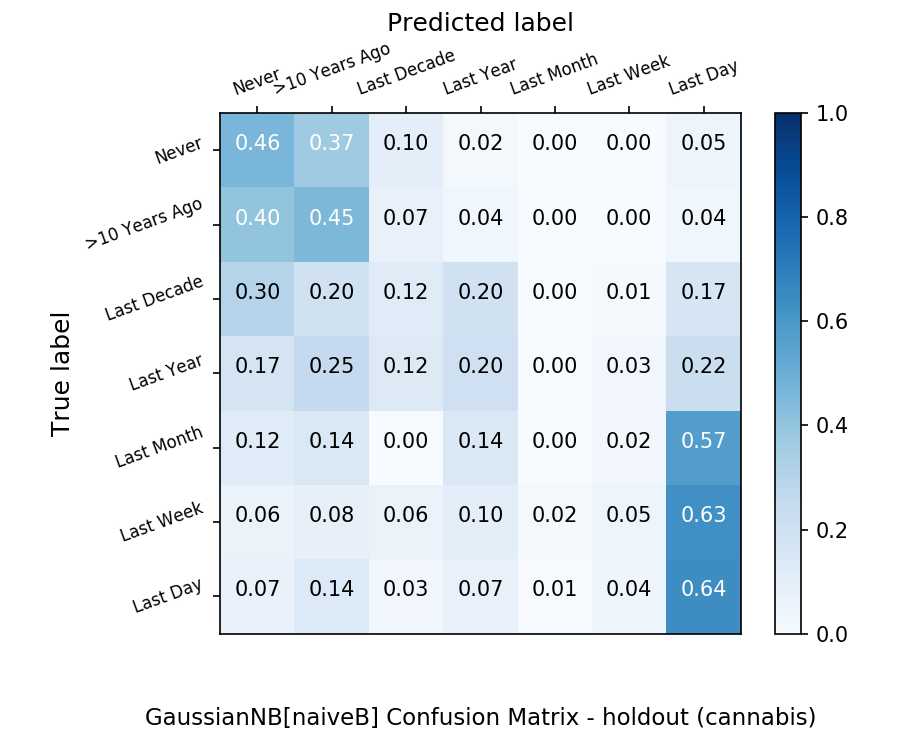 Predicted label
Never >10 Years Ago Last Decade Last Year Last Month Last Week Last Day
True label
Never 0.46 0.37 0.10 0.02 0.00 0.00 0.05
>10 Years Ago 0.40 0.45 0.07 0.04 0.00 0.00 0.04
Last Decade 0.30 0.20 0.12 0.20 0.00 0.01 0.17
Last Year 0.17 0.25 0.12 0.20 0.00 0.03 0.22
Last Month 0.12 0.14 0.00 0.14 0.00 0.02 0.57
Last Week 0.06 0.08 0.06 0.10 0.02 0.05 0.63
Last Day 0.07 0.14 0.03 0.07 0.01 0.04 0.64
1.0
0.8
0.6
0.4
0.2
0.0
GaussianNB[naiveB] Confusion Matrix - holdout (cannabis)